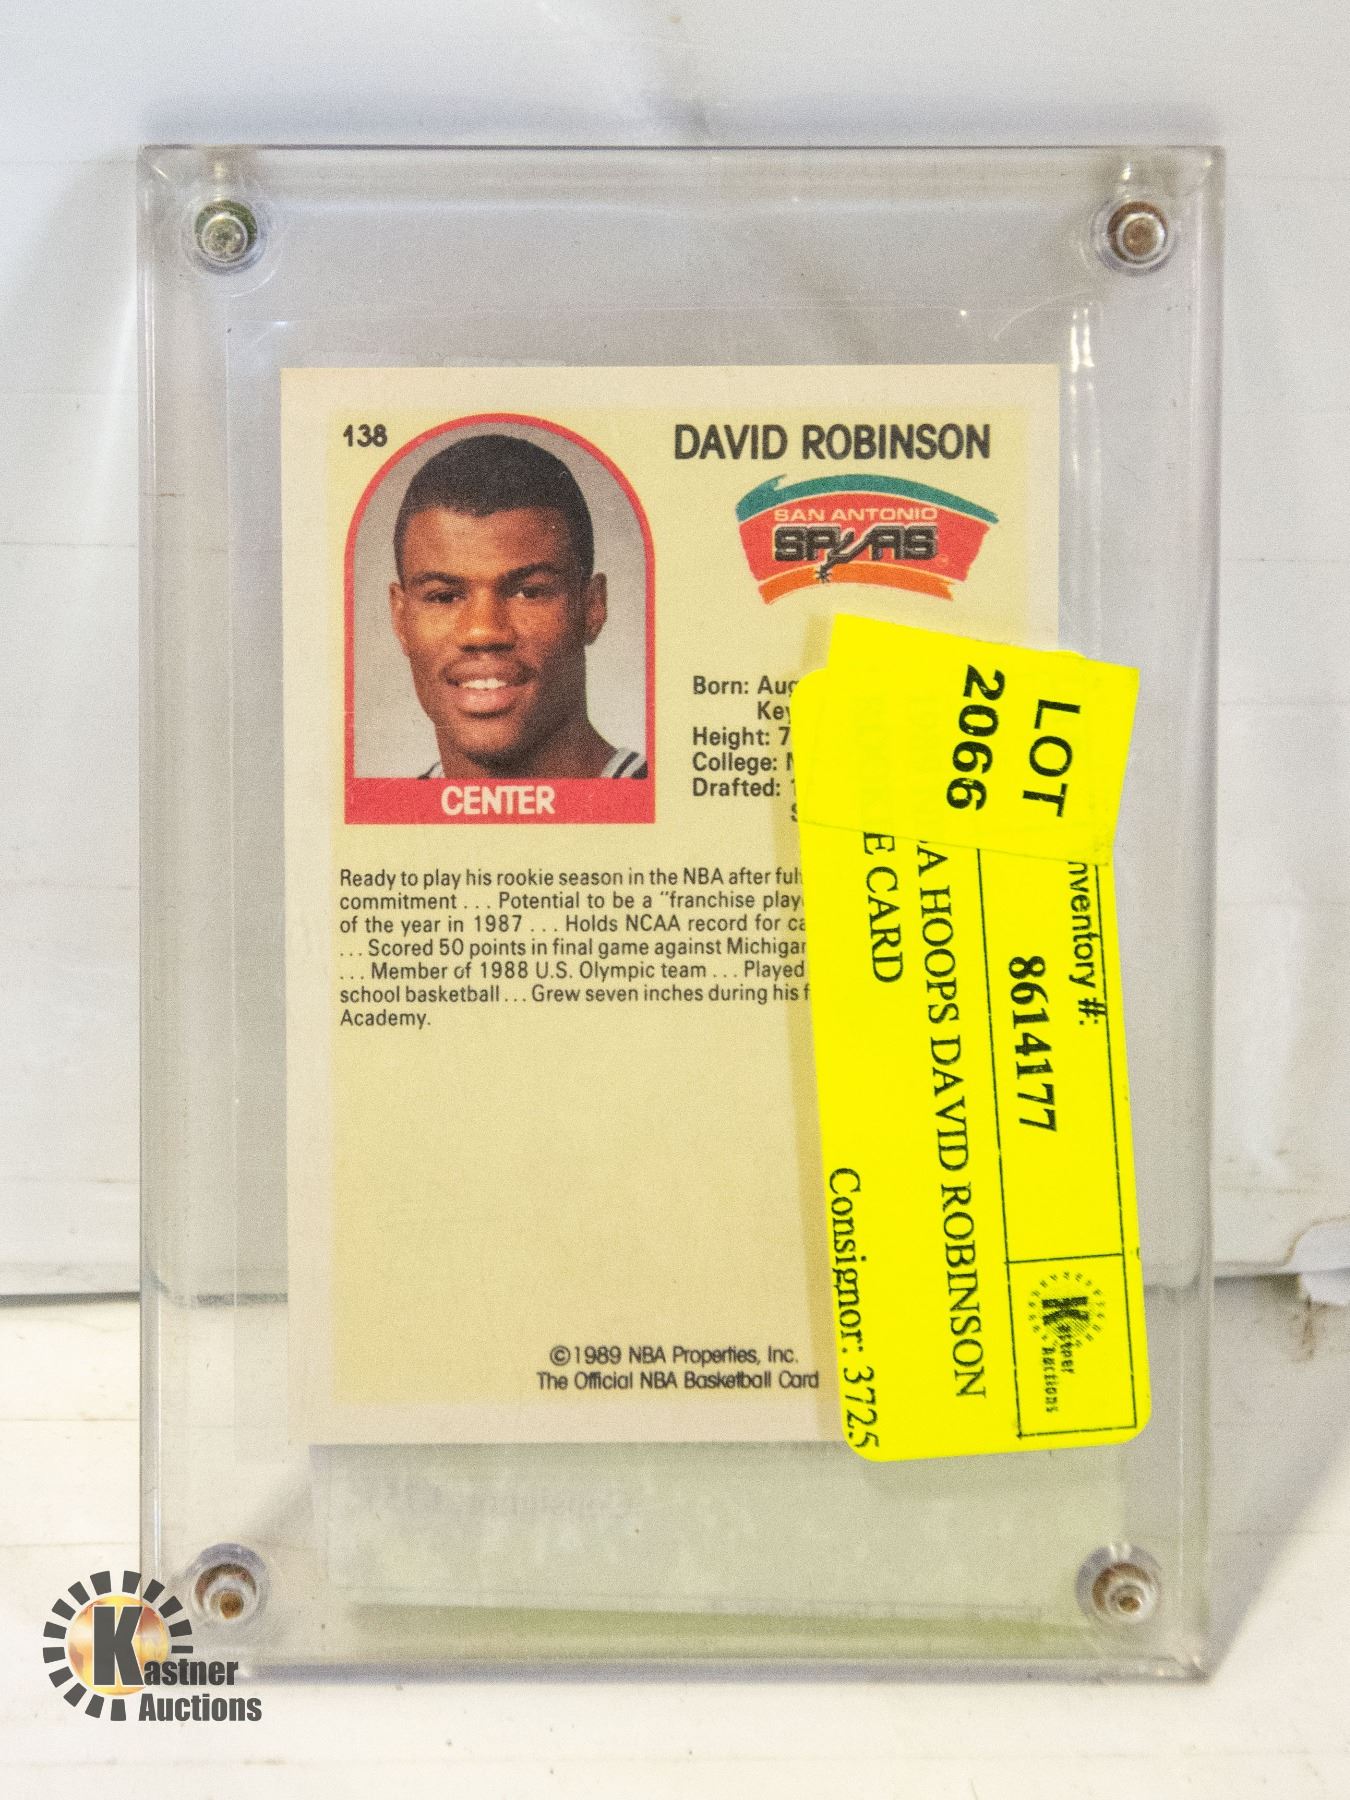 138
DAVID ROBINSON
SAN ANTONIO
SPURS
CENTER
Born: Aug
Key
Height: 7
College:
Drafted:
Ready to play his rookie season in the NBA after full
commitment . . . Potential to be a "franchise play
of the year in 1987 . . . Holds NCAA record for ca
. . . Scored 50 points in final game against Michigan
. . . Member of 1988 U.S. Olympic team . . . Played
school basketball . . . Grew seven inches during his f
Academy.
©1989 NBA Properties, Inc.
The Official NBA Basketball Card
LOT
2066
nventory #:
8614177
A HOOPS DAVID ROBINSON
E CARD
Consignor: 3725
Kastner
Auctions
Kastner
Auctions